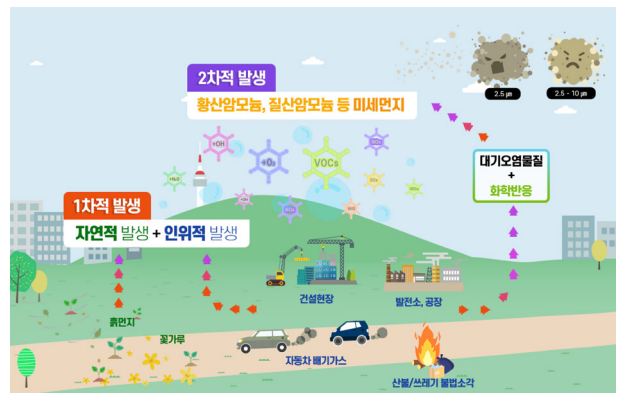 2차적 발생
황산암모늄, 질산암모늄 등 미세먼지
2.5 ㎛
2.5 - 10 ㎛
+OH
+O₃
VOCs
대기오염물질
+
화학반응
1차적 발생
자연적 발생 + 인위적 발생
건설현장
발전소, 공장
흙먼지
꽃가루
자동차 배기가스
산불/쓰레기 불법소각